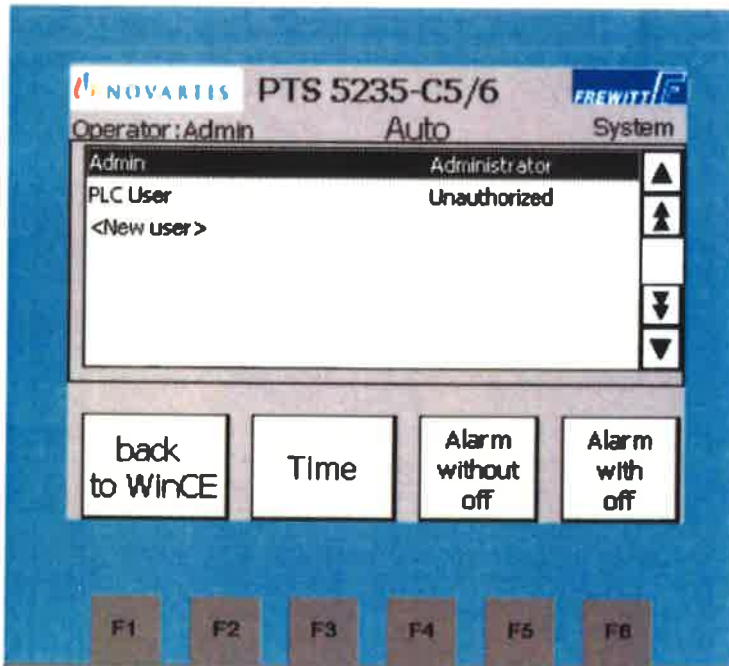 NOVARTIS PTS 5235-C5/6 FREWITT
Operator:Admin Auto System
Admin Administrator
PLC User Unauthorized
<New user>
back
to WinCE
Time
Alarm
without
off
Alarm
with
off
F1 F2 F3 F4 F5 F6